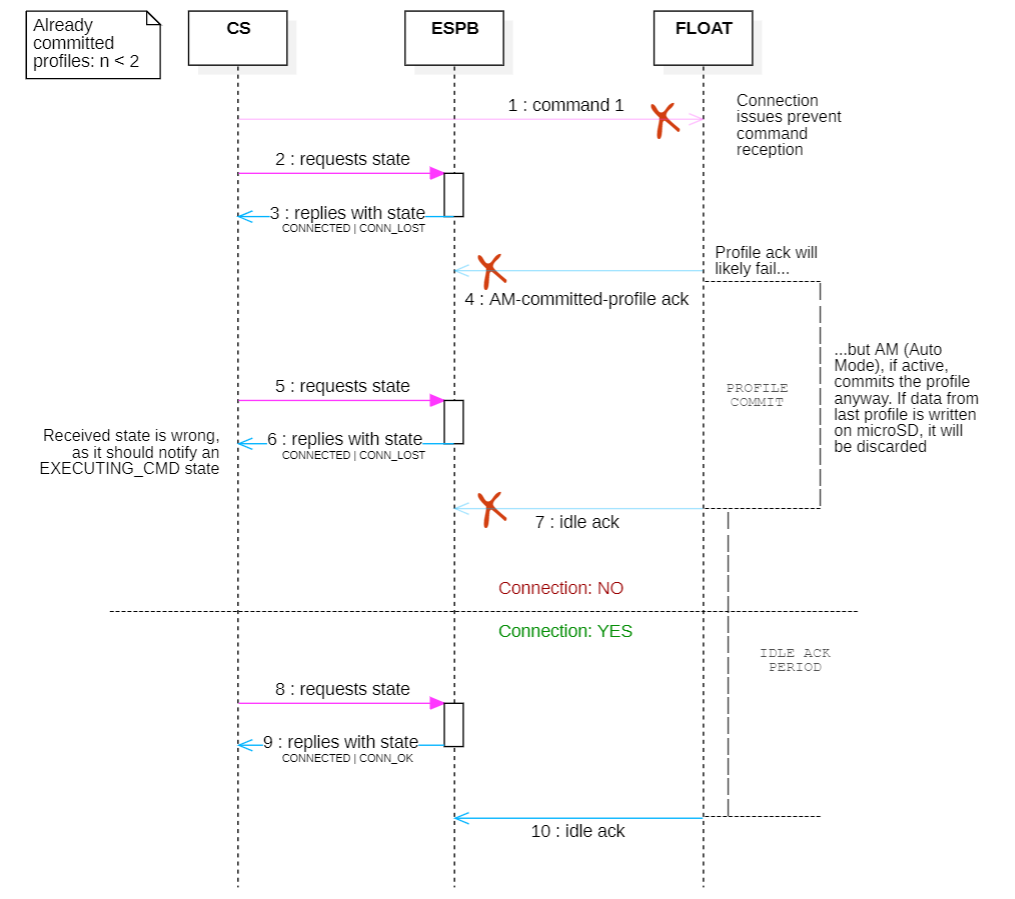 Already
committed
profiles: n < 2
CS
ESPB
FLOAT
1 : command 1
Connection
issues prevent
command
reception
2 : requests state
3 : replies with state
CONNECTED | CONN_LOST
Profile ack will
likely fail...
4 : AM-committed-profile ack
...but AM (Auto
Mode), if active,
commits the profile
anyway. If data from
last profile is written
on microSD, it will
be discarded
PROFILE
COMMIT
5 : requests state
6 : replies with state
CONNECTED | CONN_LOST
Received state is wrong,
as it should notify an
EXECUTING_CMD state
7 : idle ack
Connection: NO
Connection: YES
IDLE ACK
PERIOD
8 : requests state
9 : replies with state
CONNECTED | CONN_OK
10 : idle ack